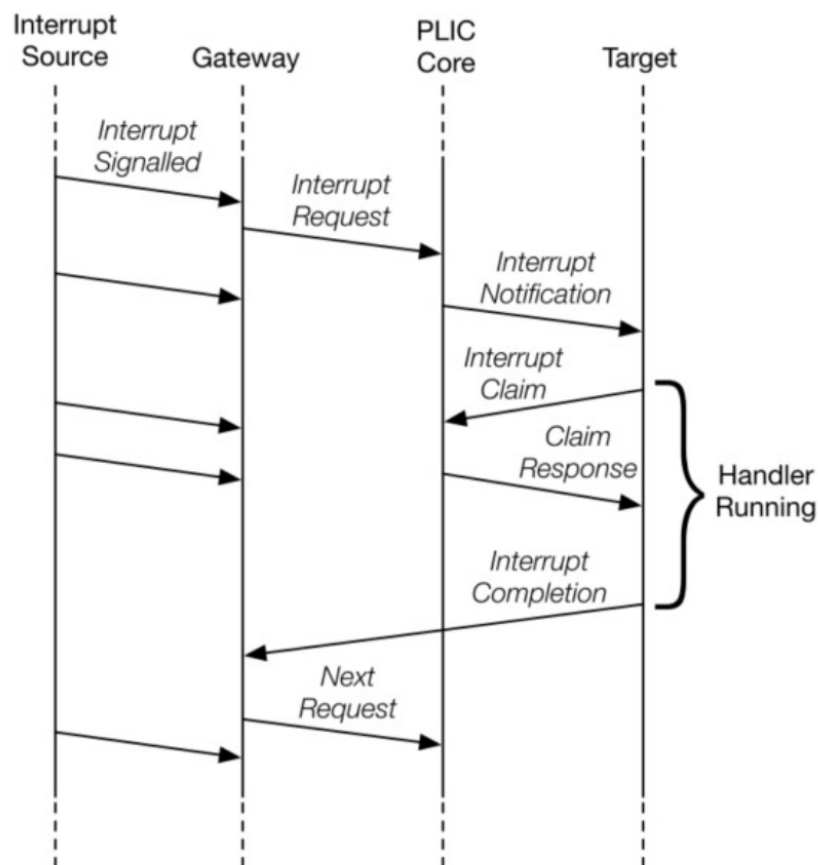 Interrupt
Source
Gateway
PLIC
Core
Target
Interrupt
Signalled
Interrupt
Request
Interrupt
Notification
Interrupt
Claim
Claim
Response
Handler
Running
Interrupt
Completion
Next
Request